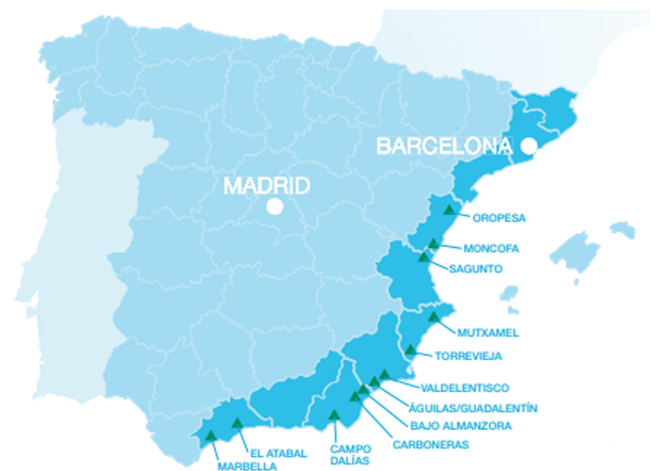 BARCELONA
MADRID
OROPESA
MONCOFA
SAGUNTO
MUTXAMEL
TORREVIEJA
VALDELENTISCO
ÁGUILAS/GUADALENTÍN
BAJO ALMANZORA
CARBONERAS
CAMPO
DALÍAS
EL ATABAL
MARBELLA